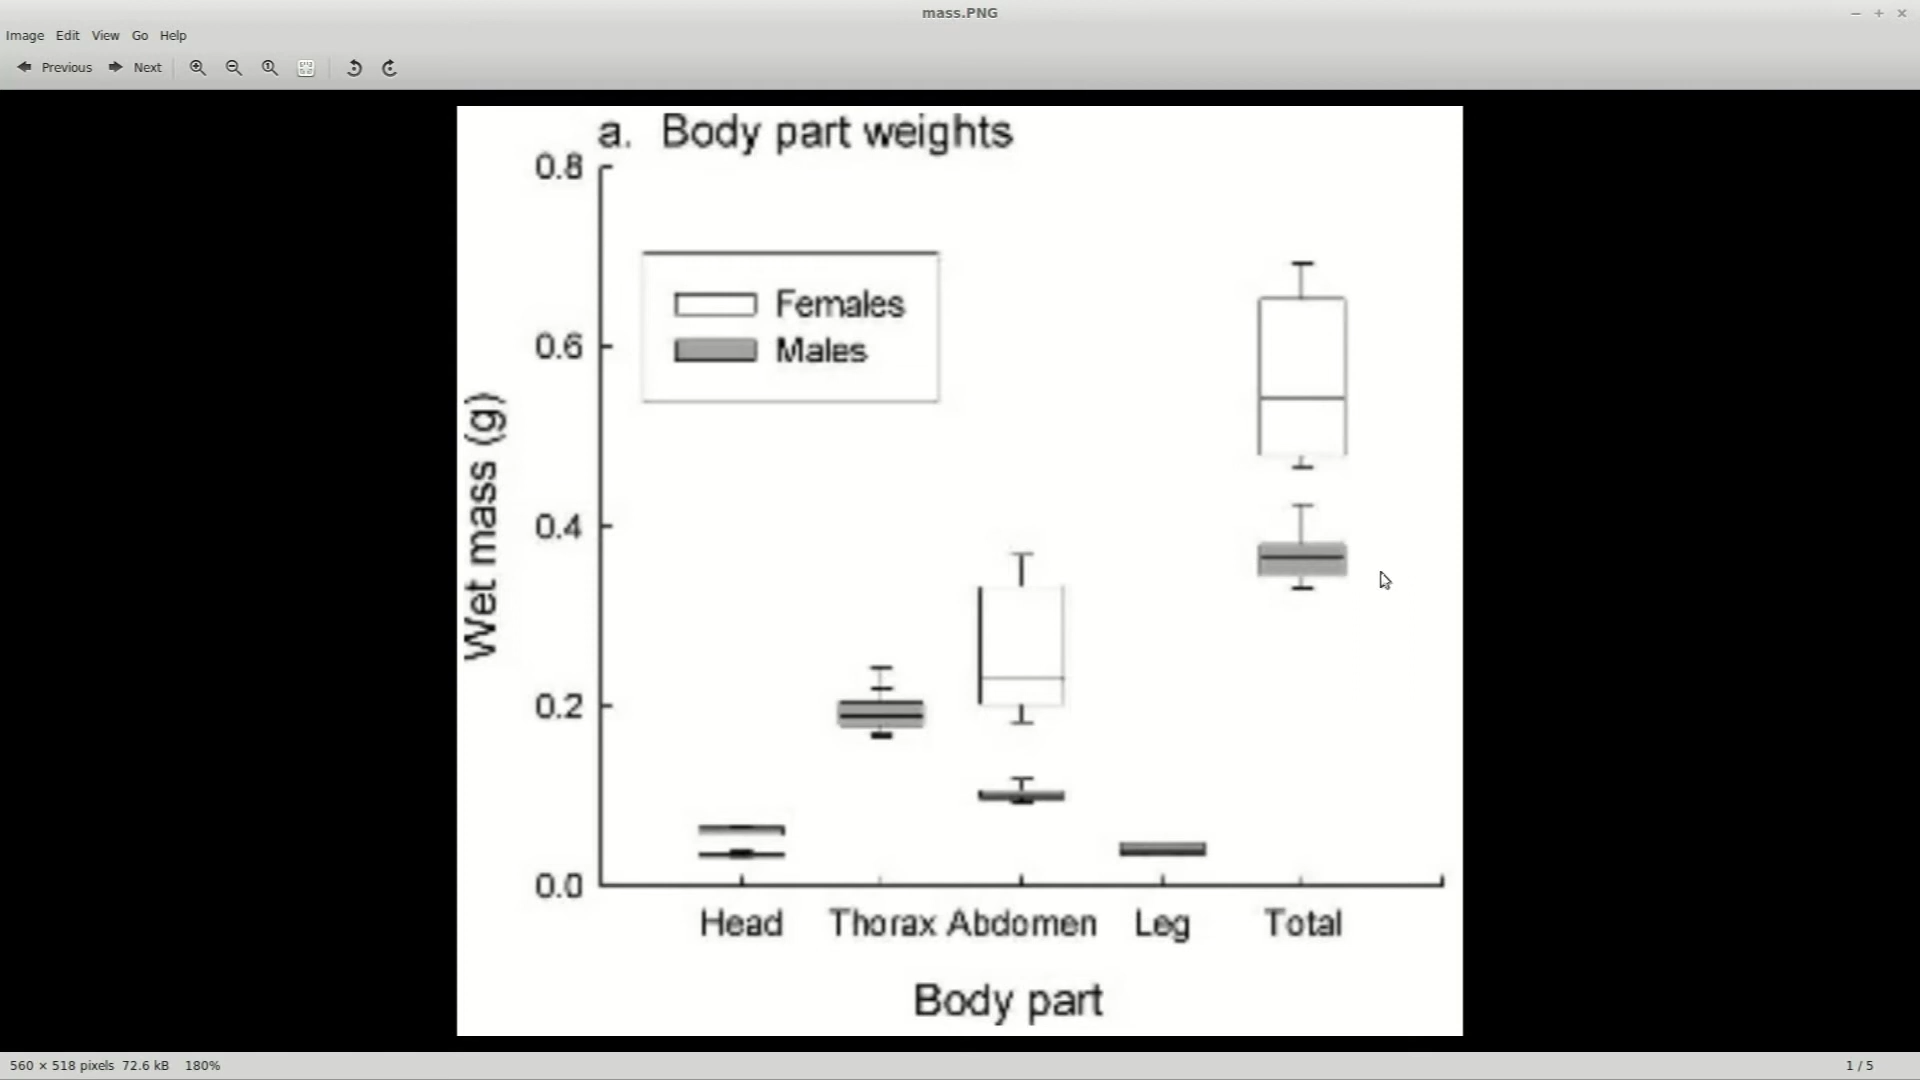 mass.PNG
Image Edit View Go Help
Previous Next
a. Body part weights
0.8
Females
0.6
Males
Wet mass (g)
0.4
0.2
0.0
Head Thorax Abdomen Leg Total
Body part
560 × 518 pixels 72.6 kB 180%
1 / 5